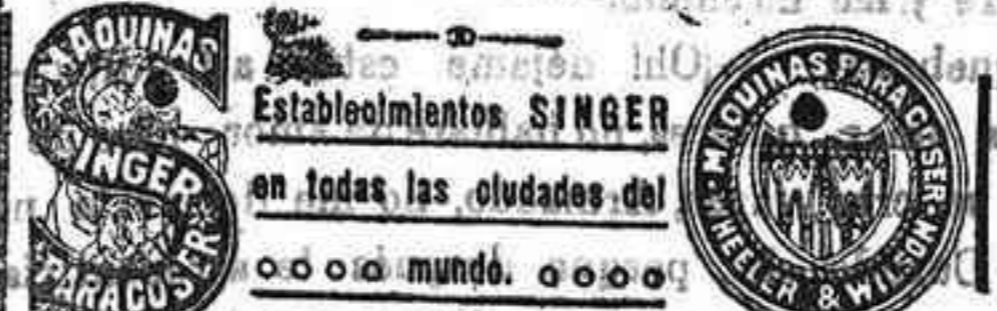 MAQUINAS
SINGER
PARA COSER
Establecimientos SINGER
en todas las ciudades del
mundo.
MAQUINAS PARA COSER
WHEELER & WILSON